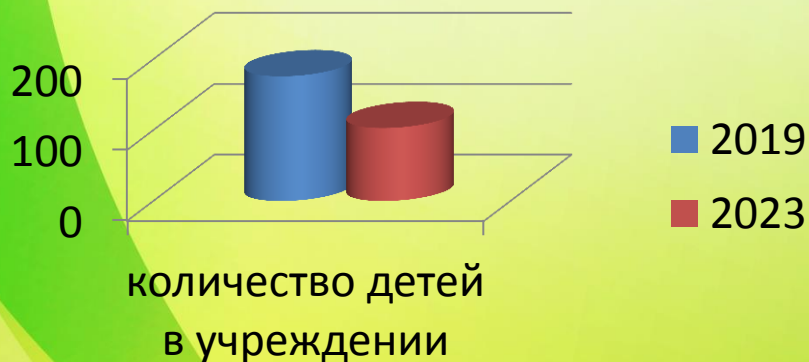 200
100
0
2019
2023
количество детей
в учреждении